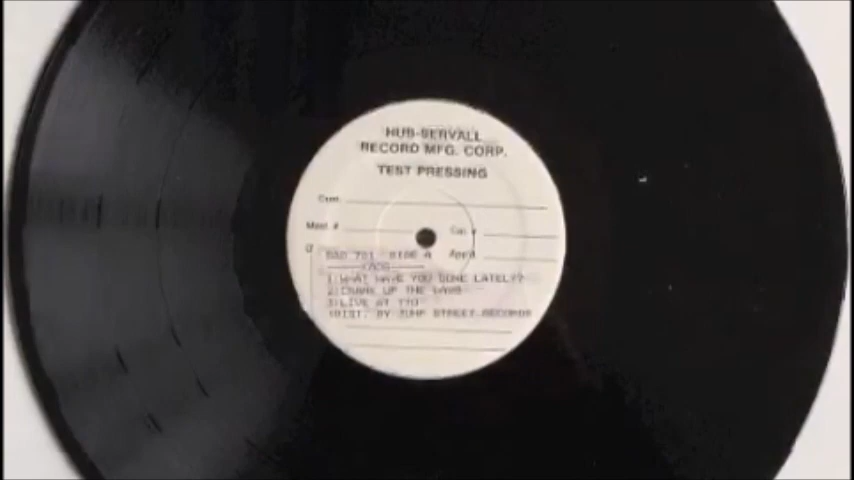 HUB-SERVALL
RECORD MFG. CORP.
TEST PRESSING
Cust.
Mast #
Cat #
Appd
SIDE A
1)WHAT HAVE YOU DONE LATELY?
2)CRANK UP THE
3)LIVE AT
DIST. BY JUMP STREET RECORDS